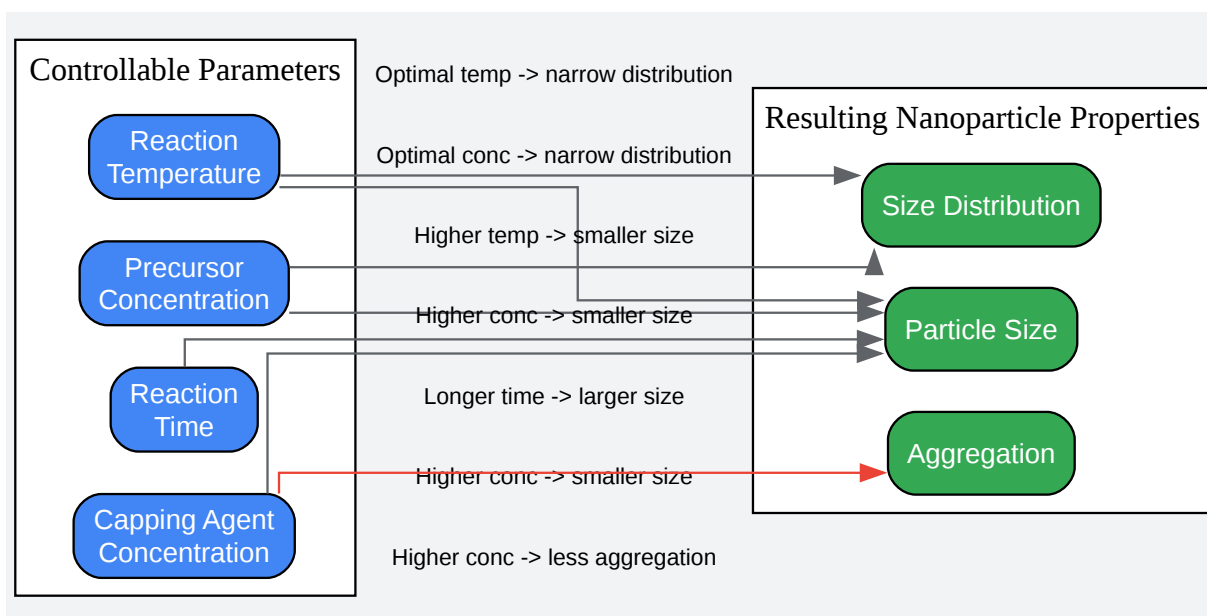 Controllable Parameters
Reaction
Temperature
Precursor
Concentration
Reaction
Time
Capping Agent
Concentration
Optimal temp -> narrow distribution
Optimal conc -> narrow distribution
Higher temp -> smaller size
Higher conc -> smaller size
Longer time -> larger size
Higher conc -> smaller size
Higher conc -> less aggregation
Resulting Nanoparticle Properties
Size Distribution
Particle Size
Aggregation